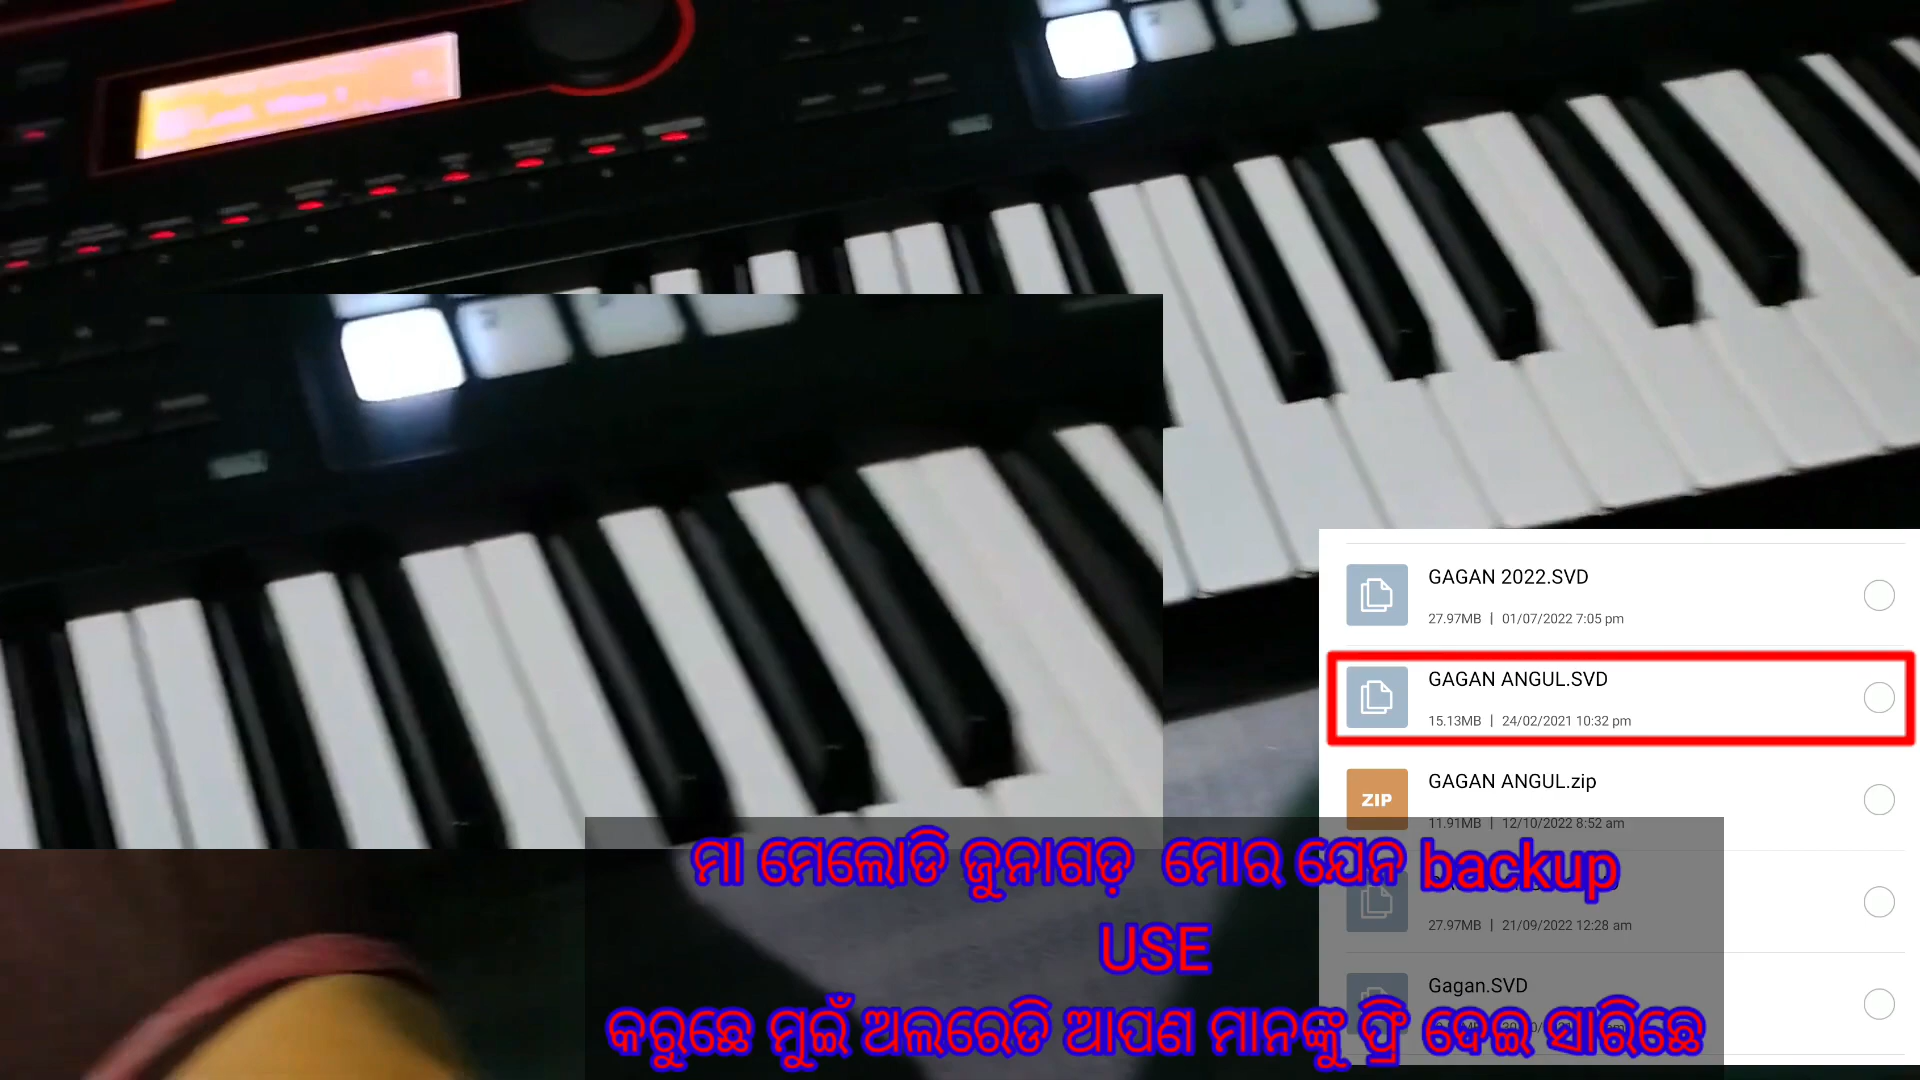 GAGAN 2022.SVD
27.97MB | 01/07/2022 7:05 pm
GAGAN ANGUL.SVD
15.13MB | 24/02/2021 10:32 pm
GAGAN ANGUL.zip
ZIP
11.91MB | 12/10/2022 8:52 am
27.97MB | 21/09/2022 12:28 am
Gagan.SVD
ମା ମେଲୋଡି ଜୁନାଗଡ଼ ମୋର ଯେନ backup
USE
କରୁଛେ ମୁଇଁ ଅଲରେଡି ଆପଣ ମାନଙ୍କୁ ଫ୍ରି ଦେଇ ସାରିଛେ